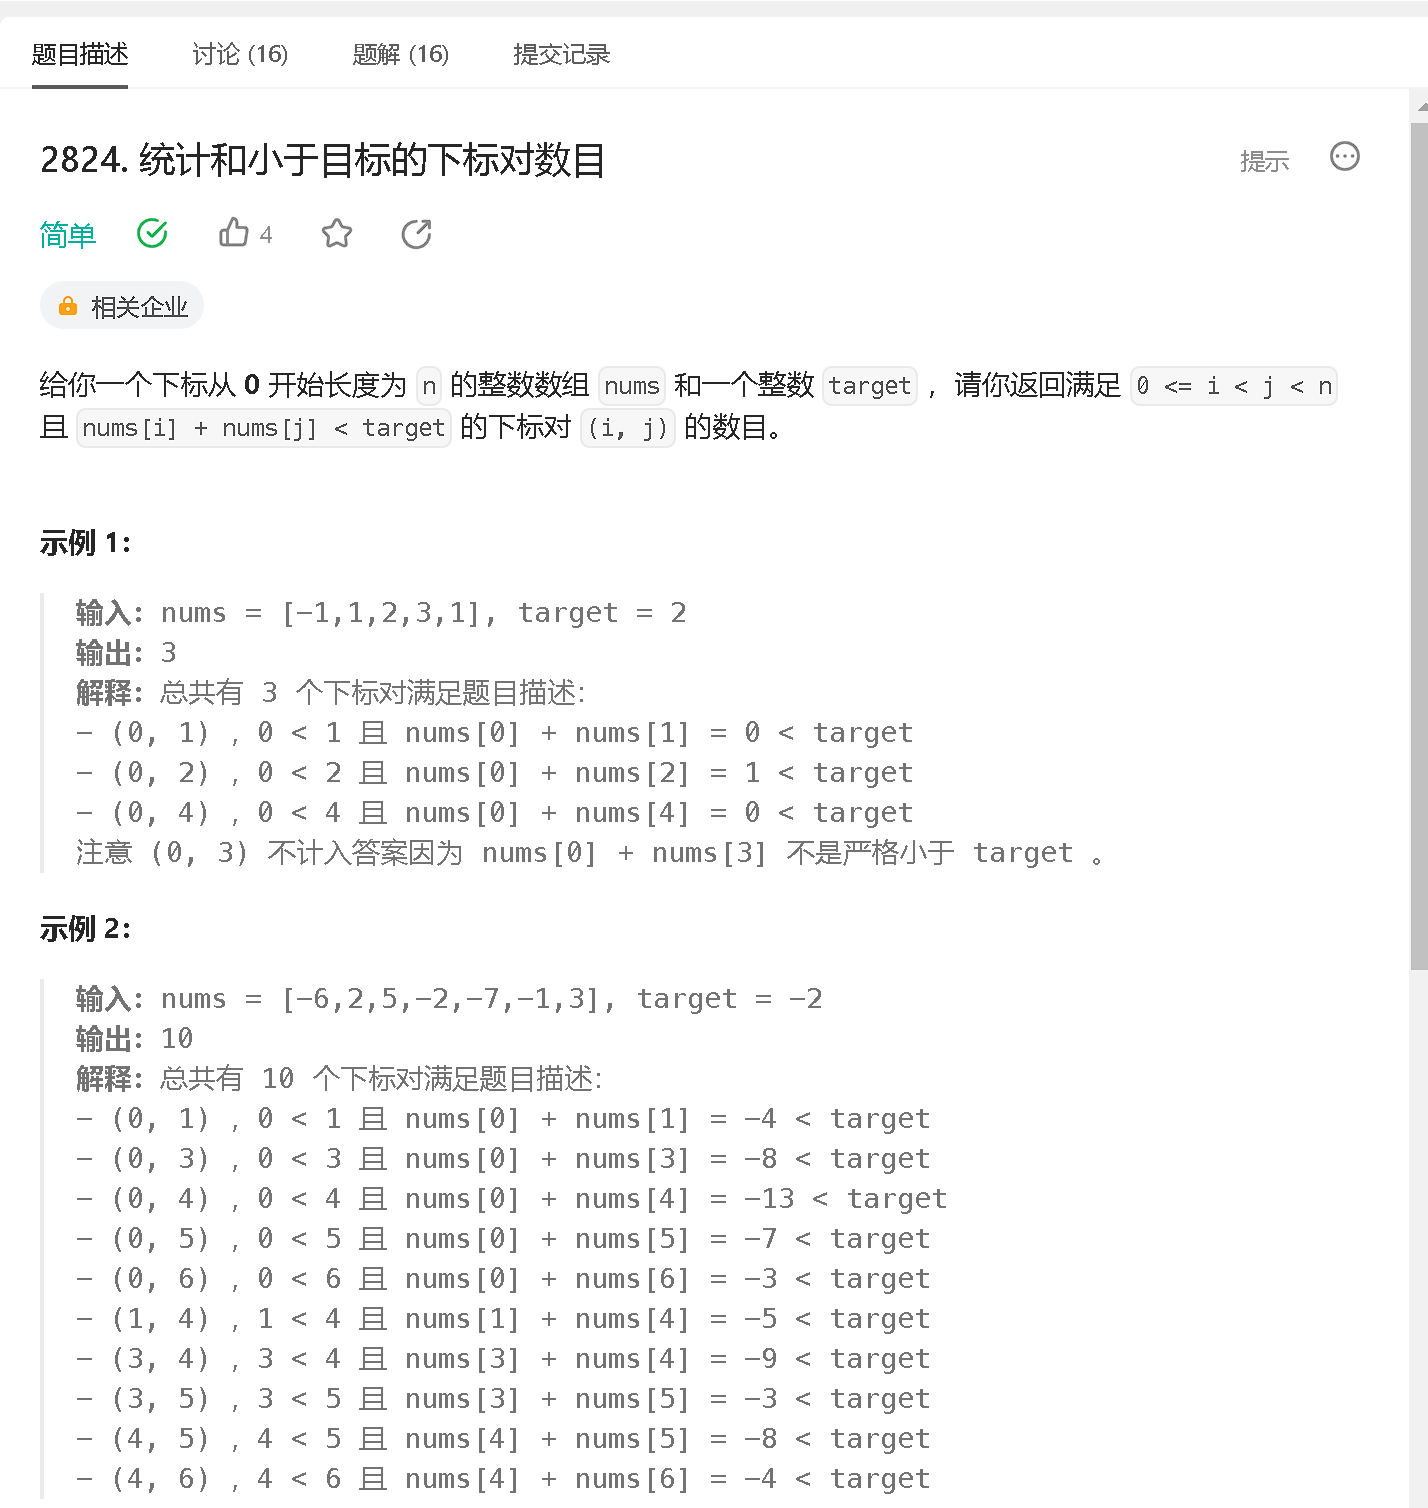 题目描述 讨论 (16) 题解 (16) 提交记录
2824. 统计和小于目标的下标对数目 提示
简单 4
相关企业
给你一个下标从 0 开始长度为 n 的整数数组 nums 和一个整数 target ，请你返回满足 0 <= i < j < n
且 nums[i] + nums[j] < target 的下标对 (i, j) 的数目。
示例 1：
输入：nums = [-1,1,2,3,1], target = 2
输出：3
解释：总共有 3 个下标对满足题目描述：
- (0, 1) ，0 < 1 且 nums[0] + nums[1] = 0 < target
- (0, 2) ，0 < 2 且 nums[0] + nums[2] = 1 < target
- (0, 4) ，0 < 4 且 nums[0] + nums[4] = 0 < target
注意 (0, 3) 不计入答案因为 nums[0] + nums[3] 不是严格小于 target 。
示例 2：
输入：nums = [-6,2,5,-2,-7,-1,3], target = -2
输出：10
解释：总共有 10 个下标对满足题目描述：
- (0, 1) ，0 < 1 且 nums[0] + nums[1] = -4 < target
- (0, 3) ，0 < 3 且 nums[0] + nums[3] = -8 < target
- (0, 4) ，0 < 4 且 nums[0] + nums[4] = -13 < target
- (0, 5) ，0 < 5 且 nums[0] + nums[5] = -7 < target
- (0, 6) ，0 < 6 且 nums[0] + nums[6] = -3 < target
- (1, 4) ，1 < 4 且 nums[1] + nums[4] = -5 < target
- (3, 4) ，3 < 4 且 nums[3] + nums[4] = -9 < target
- (3, 5) ，3 < 5 且 nums[3] + nums[5] = -3 < target
- (4, 5) ，4 < 5 且 nums[4] + nums[5] = -8 < target
- (4, 6) ，4 < 6 且 nums[4] + nums[6] = -4 < target